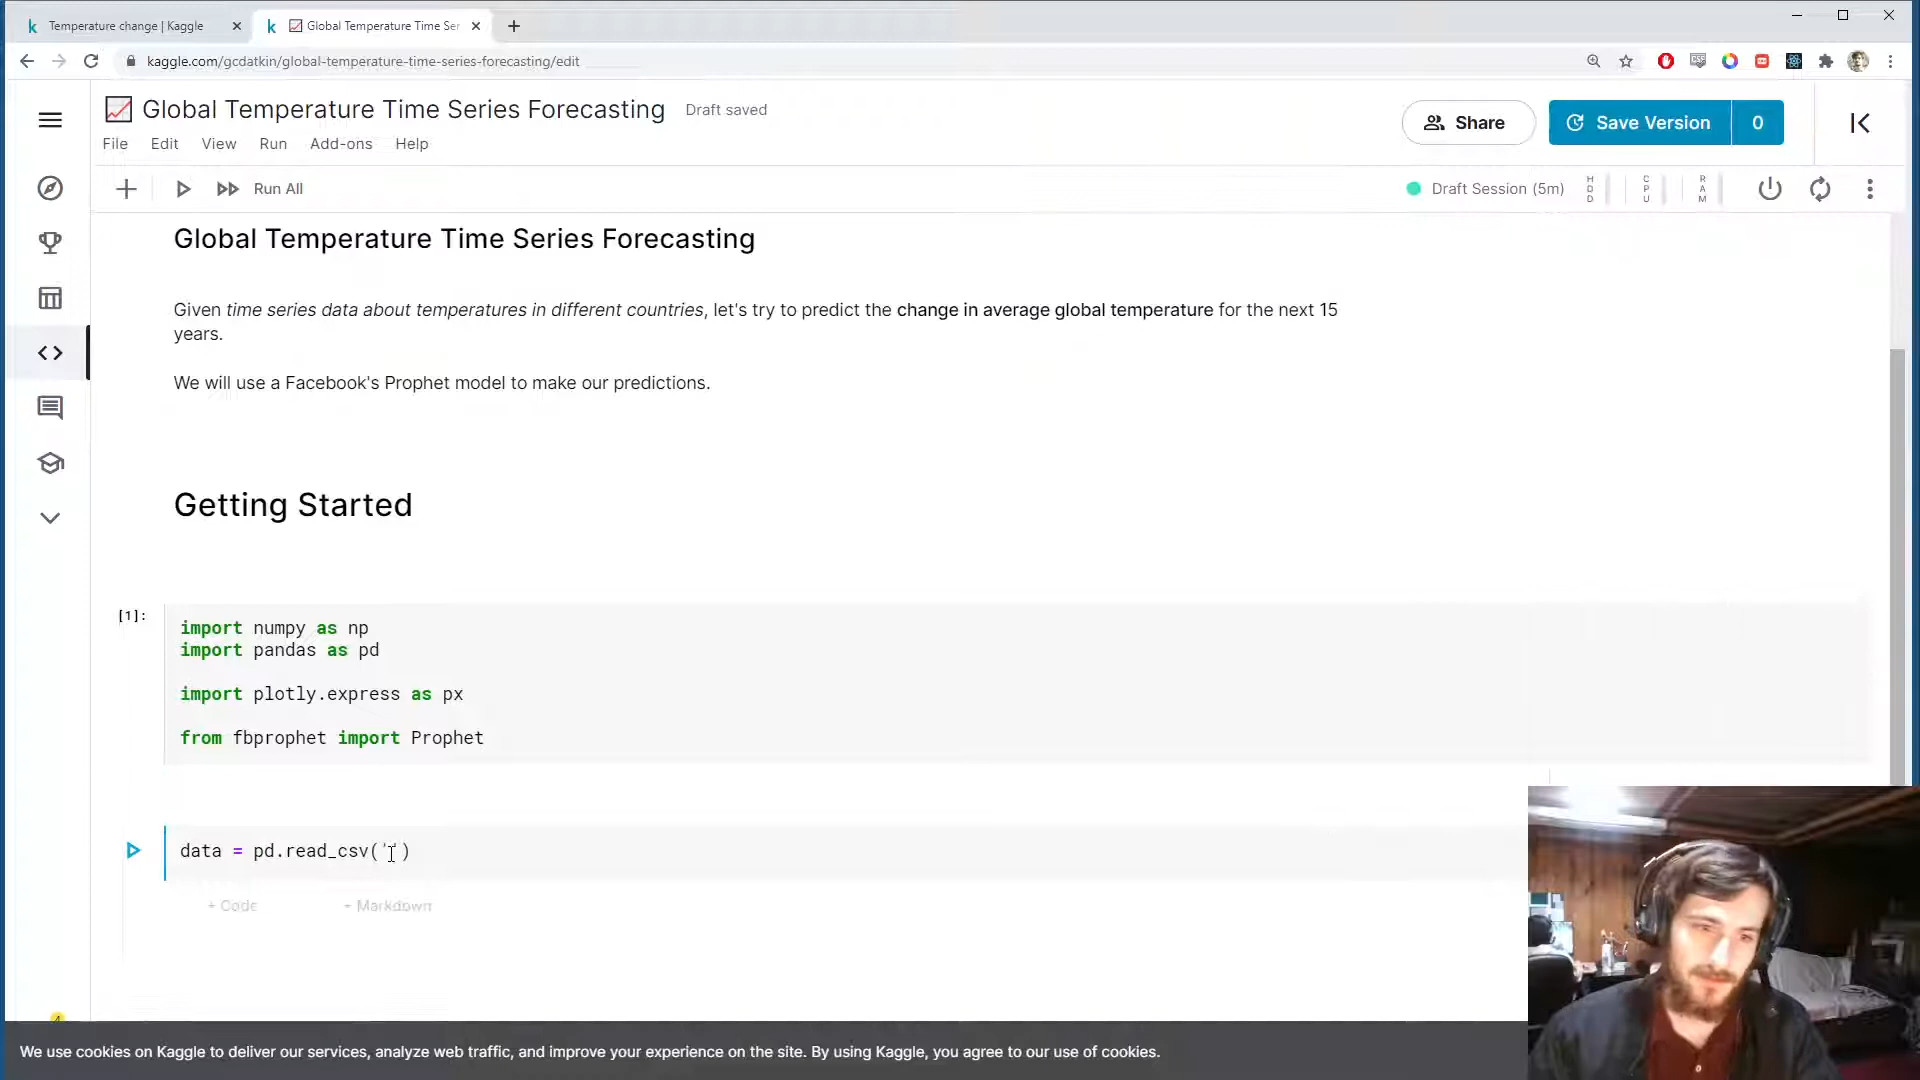 Temperature change | Kaggle
Global Temperature Time Ser
kaggle.com/gcdatkin/global-temperature-time-series-forecasting/edit
Global Temperature Time Series Forecasting Draft saved
Share
Save Version 0
File Edit View Run Add-ons Help
Run All
Draft Session (5m)
HDD
CPU
RAM
Global Temperature Time Series Forecasting
Given time series data about temperatures in different countries, let's try to predict the change in average global temperature for the next 15
years.
We will use a Facebook's Prophet model to make our predictions.
Getting Started
[1]:
import numpy as np
import pandas as pd
import plotly.express as px
from fbprophet import Prophet
data = pd.read_csv('')
+ Code + Markdown
We use cookies on Kaggle to deliver our services, analyze web traffic, and improve your experience on the site. By using Kaggle, you agree to our use of cookies.